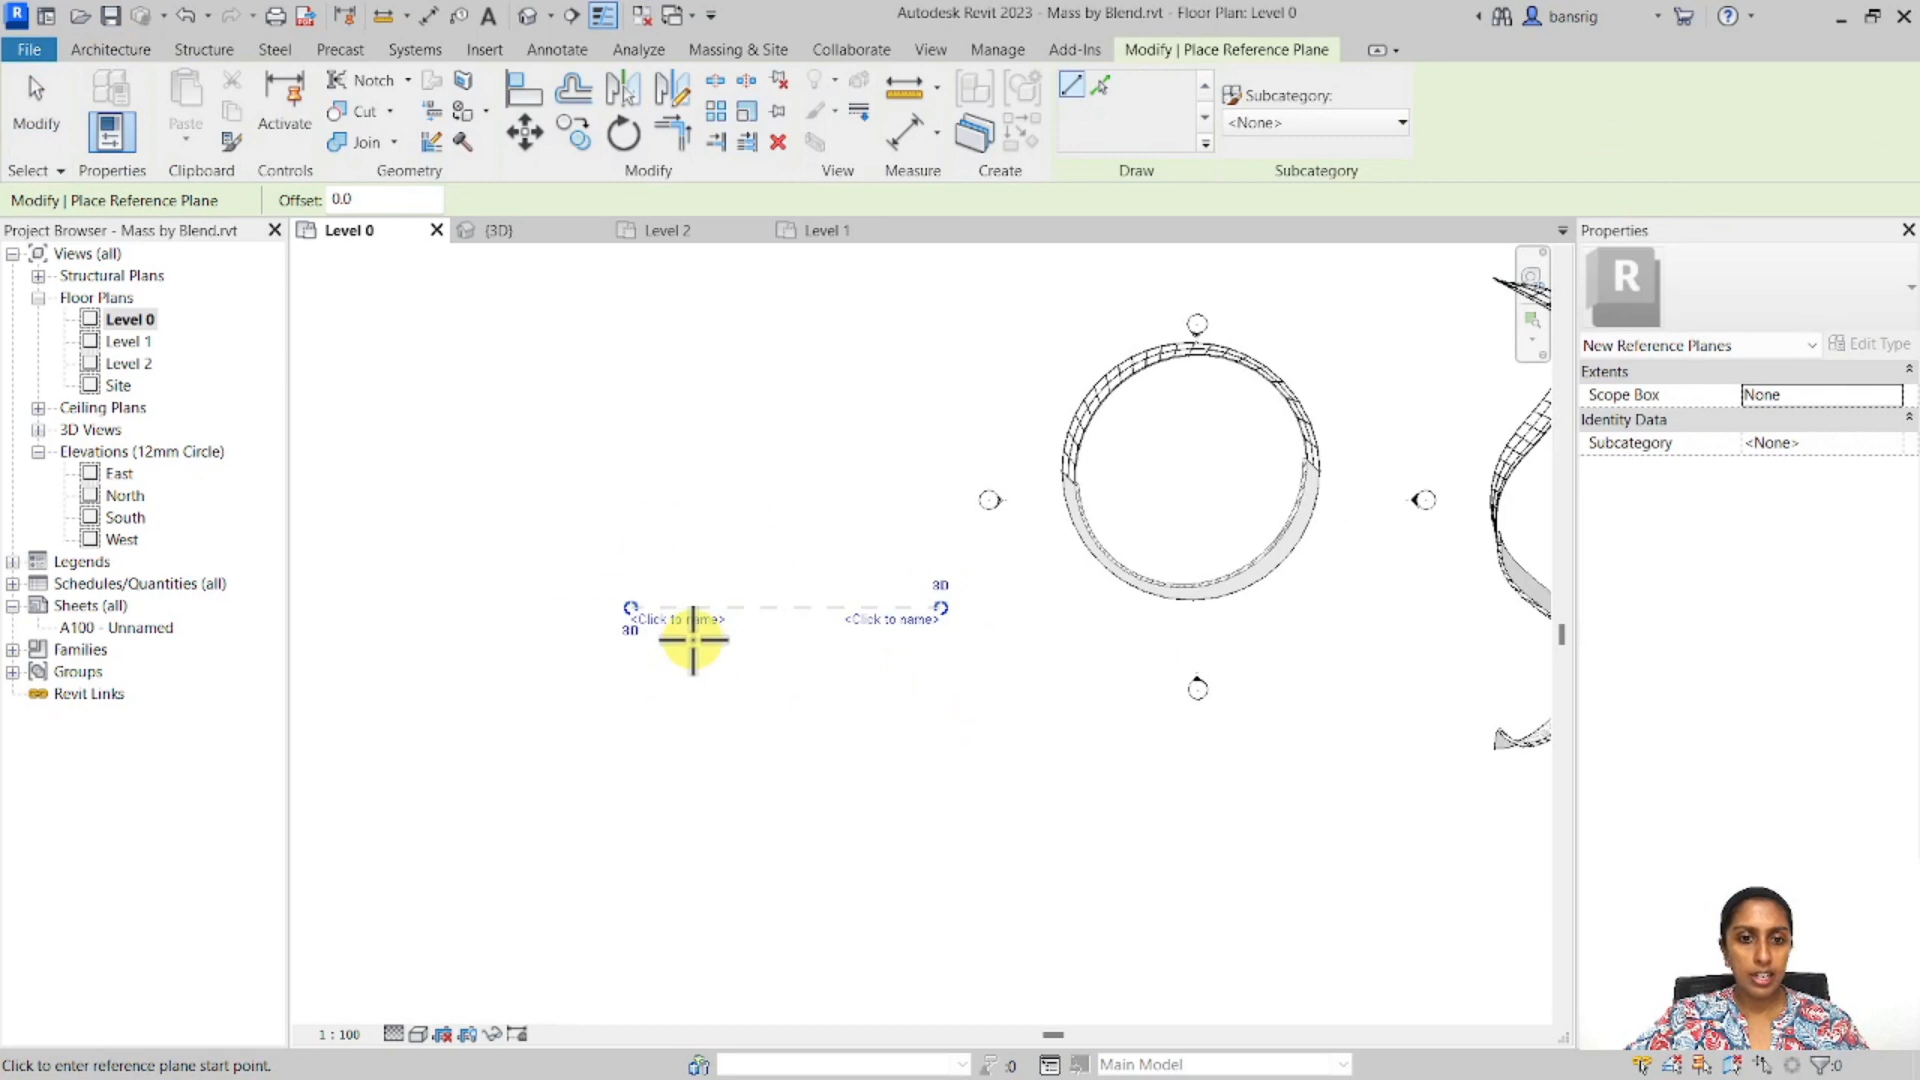 Autodesk Revit 2023 - Mass by Blend.rvt - Floor Plan: Level 0
bansrig
File
Architecture
Structure
Steel
Precast
Systems
Insert
Annotate
Analyze
Massing & Site
Collaborate
View
Manage
Add-Ins
Modify | Place Reference Plane
Modify
Paste
Activate
Notch
Cut
Join
Subcategory:
<None>
Select
Properties
Clipboard
Controls
Geometry
Modify
View
Measure
Create
Draw
Subcategory
Modify | Place Reference Plane
Offset: 0.0
Project Browser - Mass by Blend.rvt
Views (all)
Structural Plans
Floor Plans
Level 0
Level 1
Level 2
Site
Ceiling Plans
3D Views
Elevations (12mm Circle)
East
North
South
West
Legends
Schedules/Quantities (all)
Sheets (all)
A100 - Unnamed
Families
Groups
Revit Links
Level 0
{3D}
Level 2
Level 1
3D
<Click to name>
<Click to name>
3D
Properties
R
New Reference Planes
Edit Type
Extents
Scope Box
None
Identity Data
Subcategory
<None>
1 : 100
Click to enter reference plane start point.
:0
Main Model
:0